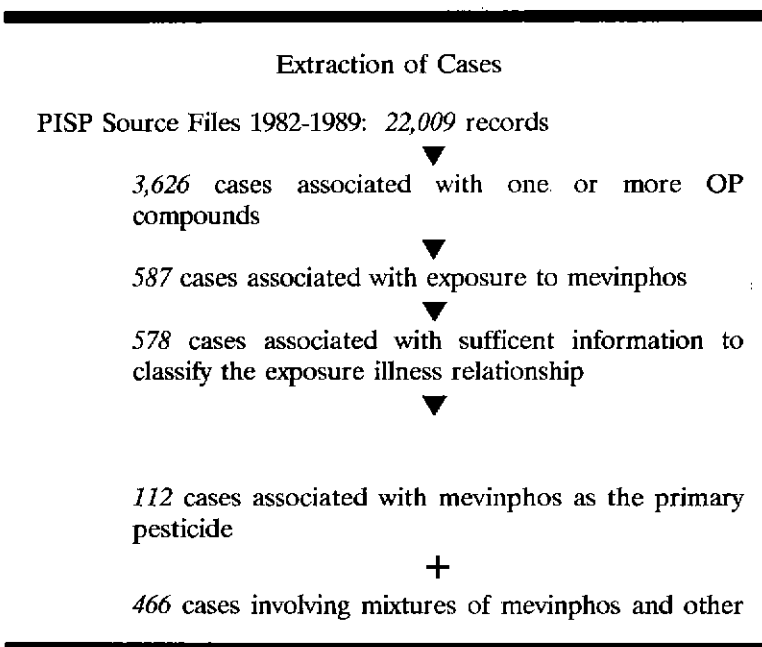 Extraction of Cases
PISP Source Files 1982-1989: 22,009 records
3,626 cases associated with one or more OP
compounds
587 cases associated with exposure to mevinphos
578 cases associated with sufficent information to
classify the exposure illness relationship
112 cases associated with mevinphos as the primary
pesticide
+
466 cases involving mixtures of mevinphos and other